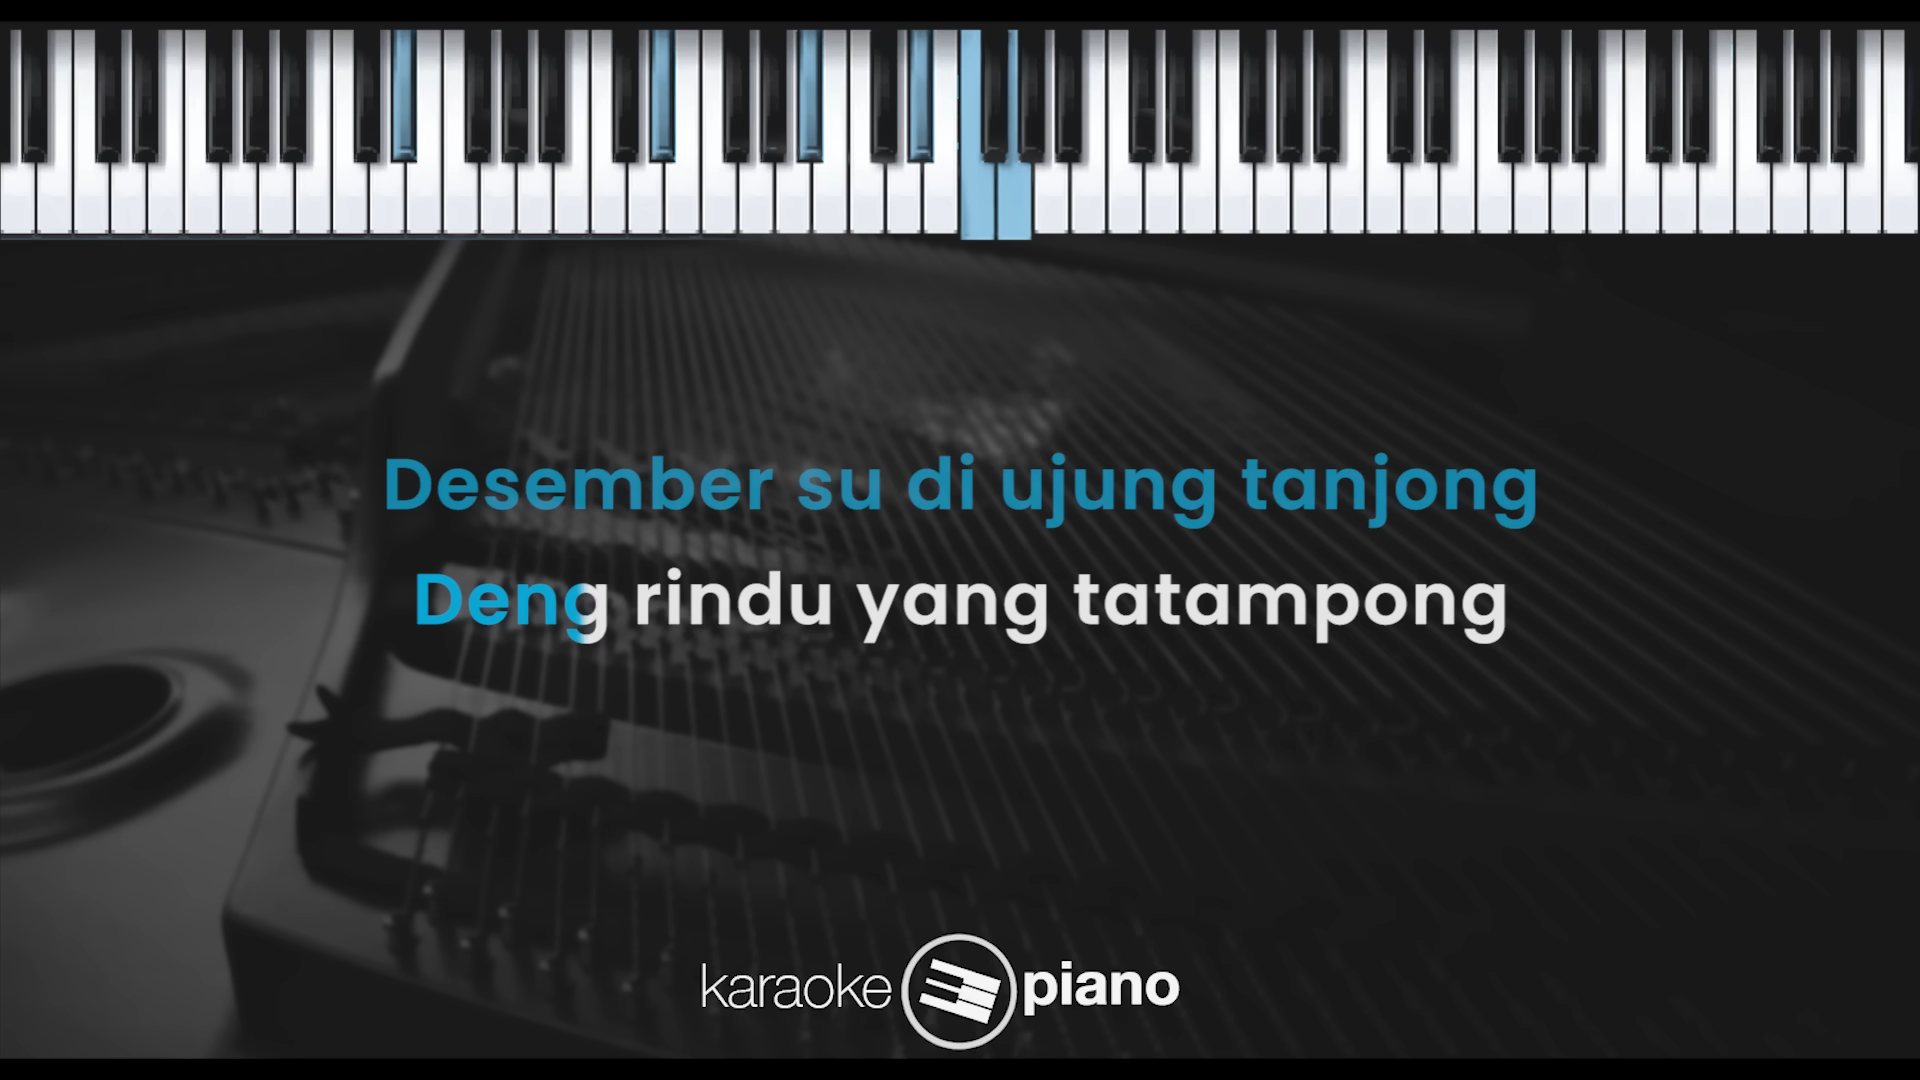 Desember su di ujung tanjong
Deng rindu yang tatampong
karaoke piano